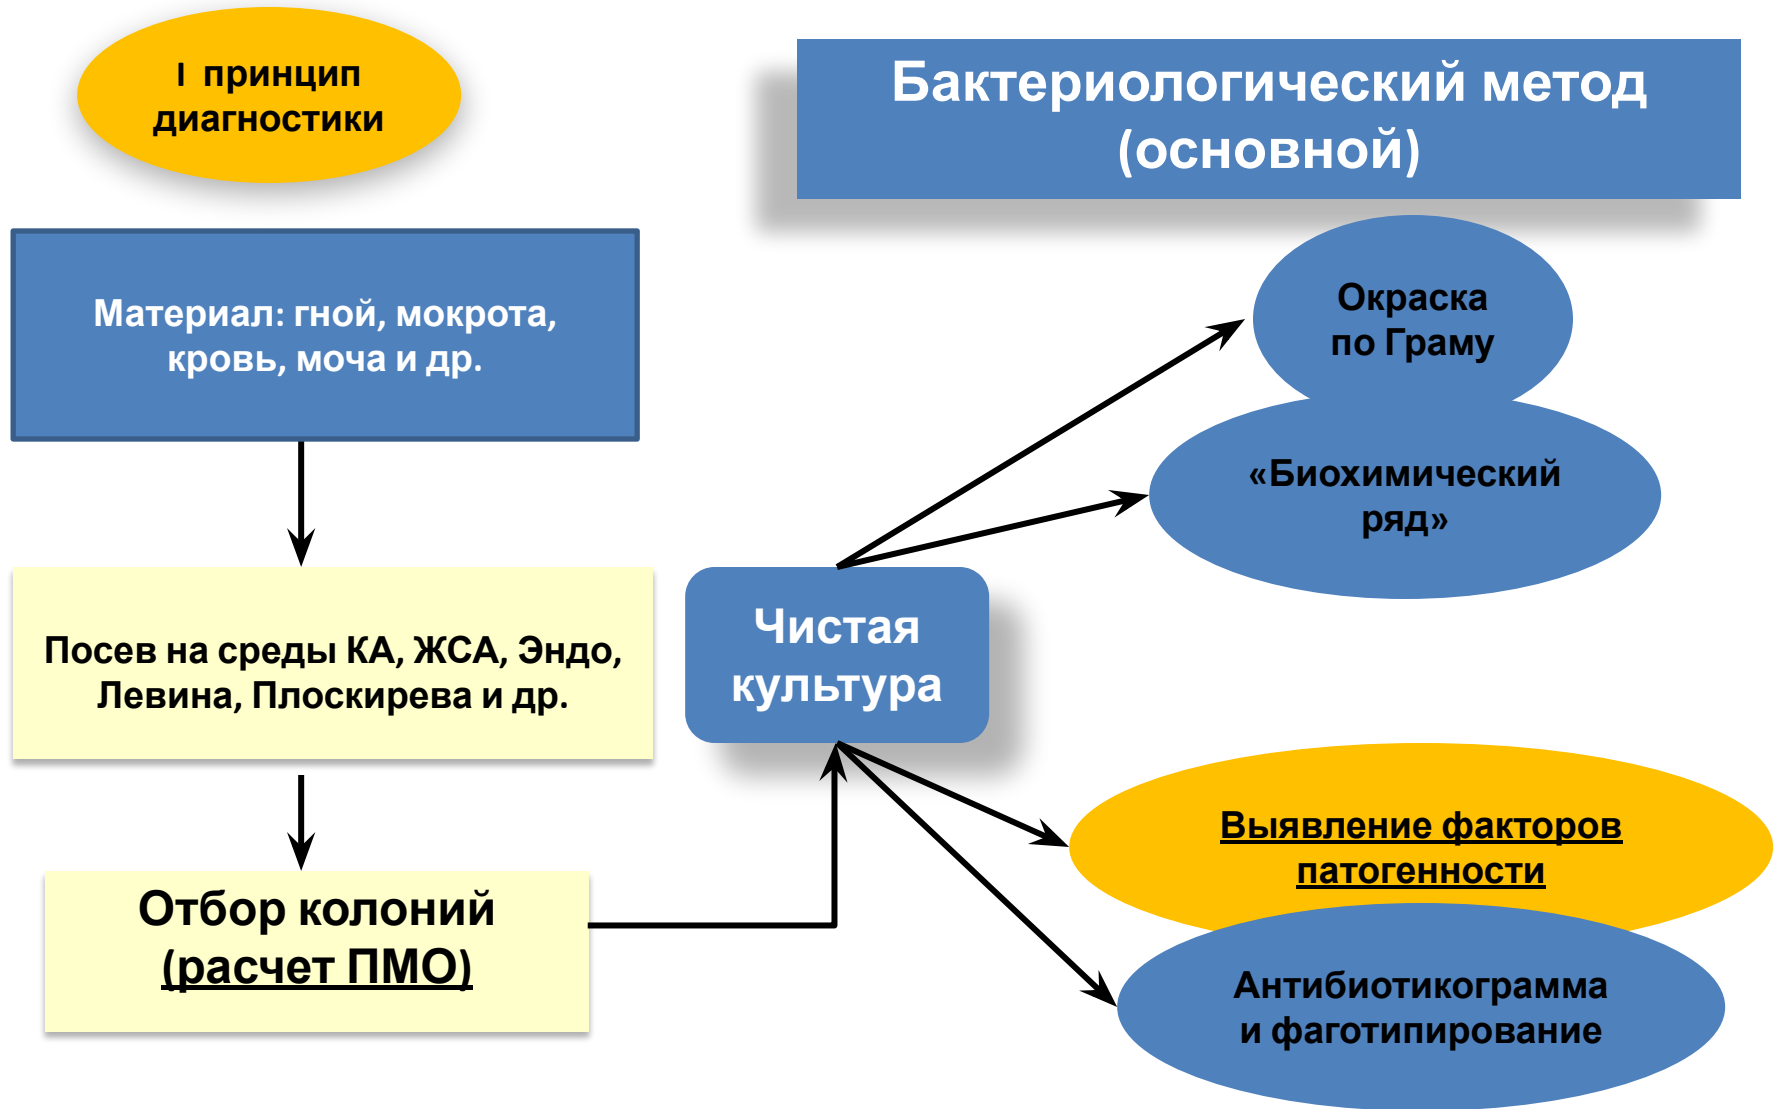 I принцип
диагностики
Бактериологический метод
(основной)
Материал: гной, мокрота,
кровь, моча и др.
Окраска
по Граму
«Биохимический
ряд»
Посев на среды КА, ЖСА, Эндо,
Левина, Плоскирева и др.
Чистая
культура
Отбор колоний
(расчет ПМО)
Выявление факторов
патогенности
Антибиотикограмма
и фаготипирование